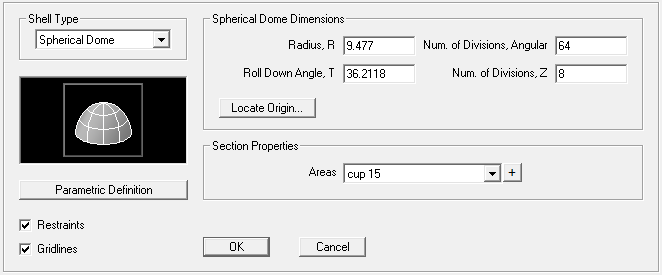 Shell Type
Spherical Dome
Spherical Dome Dimensions
Radius, R 9.477 Num. of Divisions, Angular 64
Roll Down Angle, T 36.2118 Num. of Divisions, Z 8
Locate Origin...
Parametric Definition
Section Properties
Areas cup 15 +
Restraints
Gridlines
OK Cancel